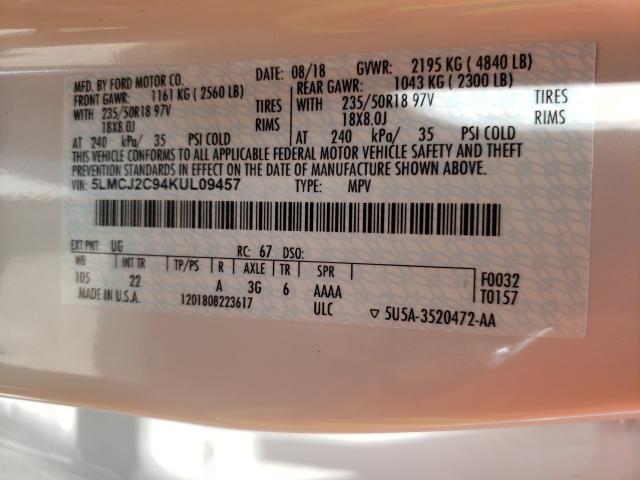 MFD. BY FORD MOTOR CO.
DATE: 08/18 GVWR: 2195 KG ( 4840 LB)
FRONT GAWR: 1161 KG ( 2560 LB) REAR GAWR: 1043 KG ( 2300 LB)
WITH 235/50R18 97V TIRES WITH 235/50R18 97V TIRES
18X8.0J RIMS 18X8.0J RIMS
AT 240 kPa/ 35 PSI COLD AT 240 kPa/ 35 PSI COLD
THIS VEHICLE CONFORMS TO ALL APPLICABLE FEDERAL MOTOR VEHICLE SAFETY AND THEFT
PREVENTION STANDARDS IN EFFECT ON THE DATE OF MANUFACTURE SHOWN ABOVE.
VIN: 5LMCJ2C94KUL09457 TYPE: MPV
EXT PNT: UG RC: 67 DSO:
WB INT TR TP/PS R AXLE TR SPR
105 22 A 3G 6 AAAA F0032
MADE IN U.S.A. 1201808223617 ULC T0157
▽ 5U5A-3520472-AA